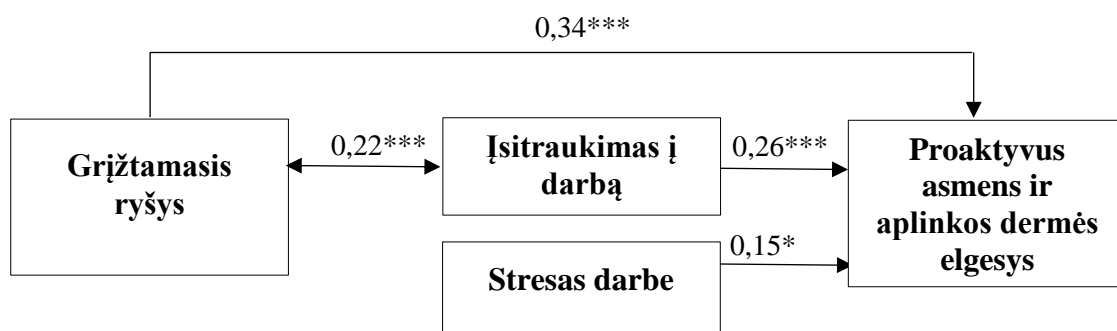 0,34***
Grįžtamasis
ryšys
0,22***
Įsitraukimas į
darbą
0,26***
Proaktyvus
asmens ir
aplinkos dermės
elgesys
0,15*
Stresas darbe